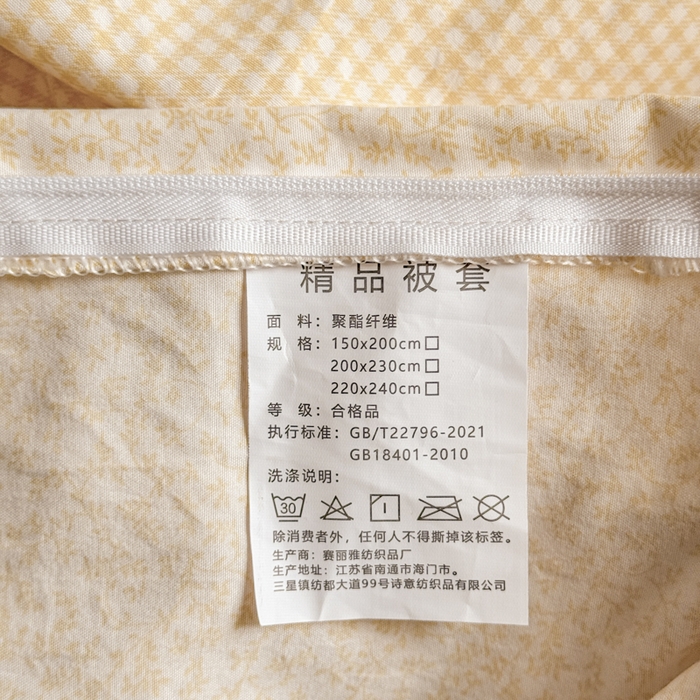 精品被套
面 料：聚酯纤维
规 格：150x200cm□
200x230cm□
220x240cm□
等 级：合格品
执行标准：GB/T22796-2021
GB18401-2010
洗涤说明：
30
除消费者外，任何人不得撕掉该标签。
生产商：赛丽雅纺织品厂
生产地址：江苏省南通市海门市。
三星镇纺都大道99号诗意纺织品有限公司